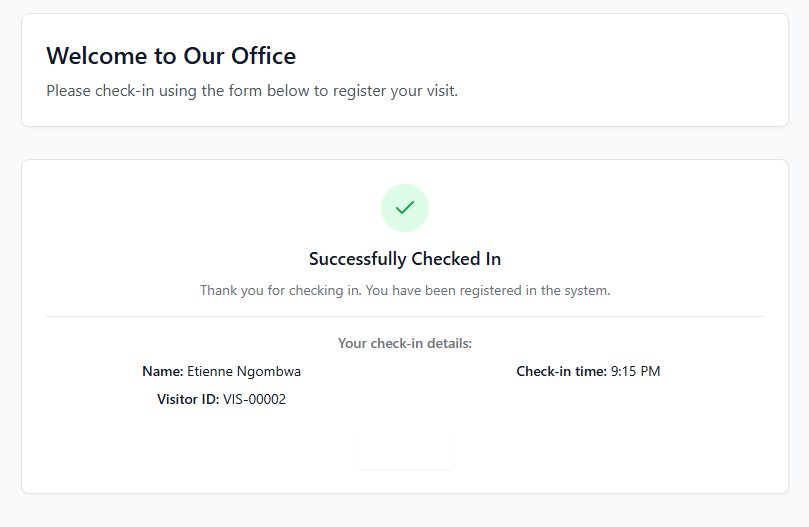 Welcome to Our Office
Please check-in using the form below to register your visit.
Successfully Checked In
Thank you for checking in. You have been registered in the system.
Your check-in details:
Name: Etienne Ngombwa
Check-in time: 9:15 PM
Visitor ID: VIS-00002